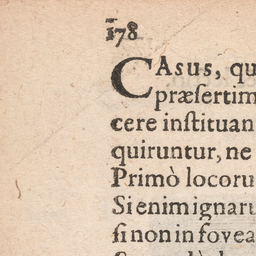 178
CASUS, qu
præſertim
cere inſtituan
quiruntur, ne
Primò locoru
Si enim ignaru
ſi non in fovea